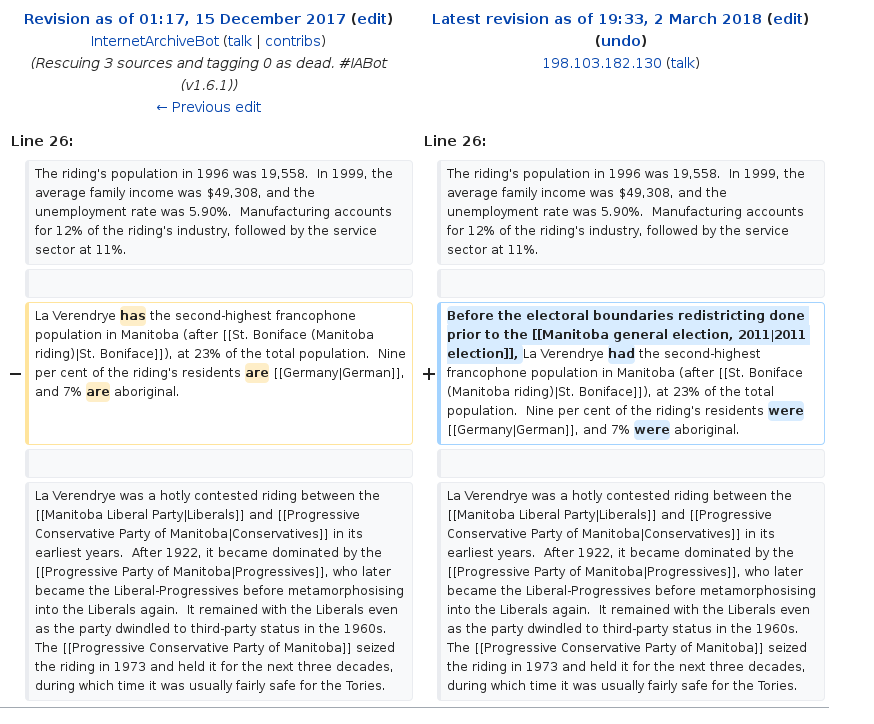 Revision as of 01:17, 15 December 2017 (edit)
InternetArchiveBot (talk | contribs)
(Rescuing 3 sources and tagging 0 as dead. #IABot
(v1.6.1))
← Previous edit
Latest revision as of 19:33, 2 March 2018 (edit)
(undo)
198.103.182.130 (talk)
Line 26:
Line 26:
The riding's population in 1996 was 19,558.  In 1999, the
average family income was $49,308, and the
unemployment rate was 5.90%.  Manufacturing accounts
for 12% of the riding's industry, followed by the service
sector at 11%.
The riding's population in 1996 was 19,558.  In 1999, the
average family income was $49,308, and the
unemployment rate was 5.90%.  Manufacturing accounts
for 12% of the riding's industry, followed by the service
sector at 11%.
−
La Verendrye has the second-highest francophone
population in Manitoba (after [[St. Boniface (Manitoba
riding)|St. Boniface]]), at 23% of the total population.  Nine
per cent of the riding's residents are [[Germany|German]],
and 7% are aboriginal.
+
Before the electoral boundaries redistricting done
prior to the [[Manitoba general election, 2011|2011
election]], La Verendrye had the second-highest
francophone population in Manitoba (after [[St. Boniface
(Manitoba riding)|St. Boniface]]), at 23% of the total
population.  Nine per cent of the riding's residents were
[[Germany|German]], and 7% were aboriginal.
La Verendrye was a hotly contested riding between the
[[Manitoba Liberal Party|Liberals]] and [[Progressive
Conservative Party of Manitoba|Conservatives]] in its
earliest years.  After 1922, it became dominated by the
[[Progressive Party of Manitoba|Progressives]], who later
became the Liberal-Progressives before metamorphosising
into the Liberals again.  It remained with the Liberals even
as the party dwindled to third-party status in the 1960s.
The [[Progressive Conservative Party of Manitoba]] seized
the riding in 1973 and held it for the next three decades,
during which time it was usually fairly safe for the Tories.
La Verendrye was a hotly contested riding between the
[[Manitoba Liberal Party|Liberals]] and [[Progressive
Conservative Party of Manitoba|Conservatives]] in its
earliest years.  After 1922, it became dominated by the
[[Progressive Party of Manitoba|Progressives]], who later
became the Liberal-Progressives before metamorphosising
into the Liberals again.  It remained with the Liberals even
as the party dwindled to third-party status in the 1960s.
The [[Progressive Conservative Party of Manitoba]] seized
the riding in 1973 and held it for the next three decades,
during which time it was usually fairly safe for the Tories.